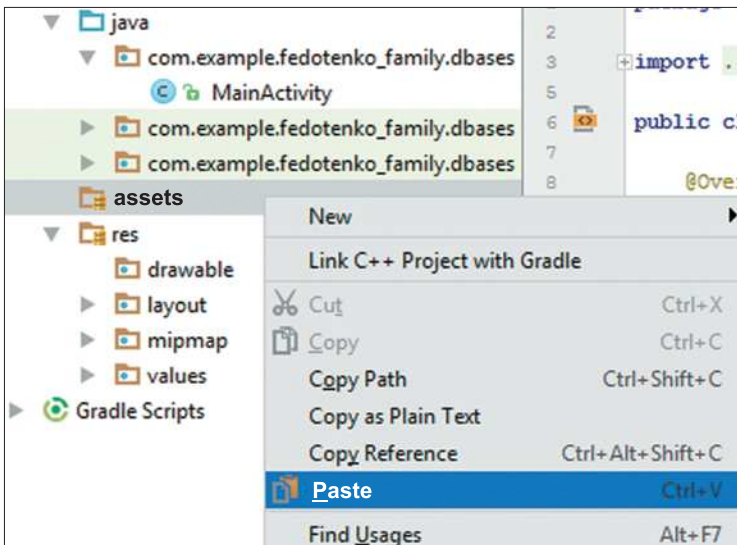 java
com.example.fedotenko_family.dbases
MainActivity
com.example.fedotenko_family.dbases
com.example.fedotenko_family.dbases
assets
res
drawable
layout
mipmap
values
Gradle Scripts
2
3 import .
5
6 public cl
7
8 @Over
New
Link C++ Project with Gradle
Cut Ctrl+X
Copy Ctrl+C
Copy Path Ctrl+Shift+C
Copy as Plain Text
Copy Reference Ctrl+Alt+Shift+C
Paste Ctrl+V
Find Usages Alt+F7